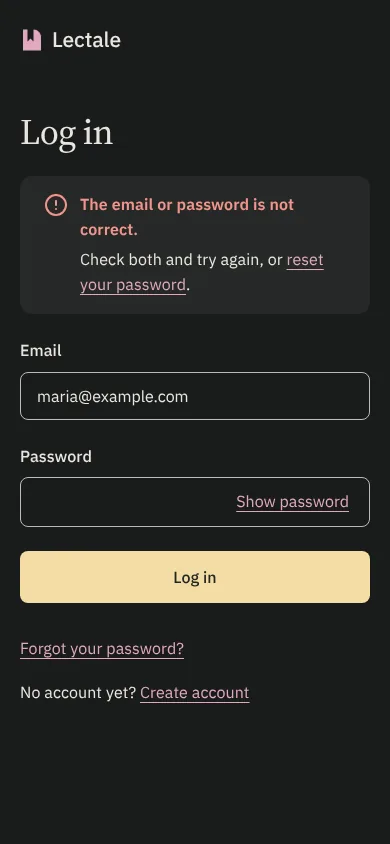 Lectale
Log in
The email or password is not
correct.
Check both and try again, or reset
your password.
Email
maria@example.com
Password
Show password
Log in
Forgot your password?
No account yet? Create account